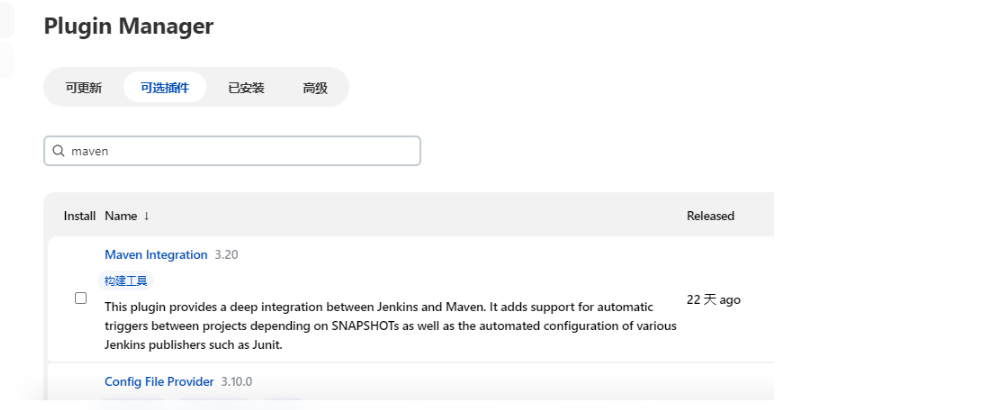 Plugin Manager
可更新 可选插件 已安装 高级
maven
Install Name ↓ Released
Maven Integration 3.20
构建工具
This plugin provides a deep integration between Jenkins and Maven. It adds support for automatic
triggers between projects depending on SNAPSHOTs as well as the automated configuration of various
Jenkins publishers such as Junit.
22 天 ago
Config File Provider 3.10.0